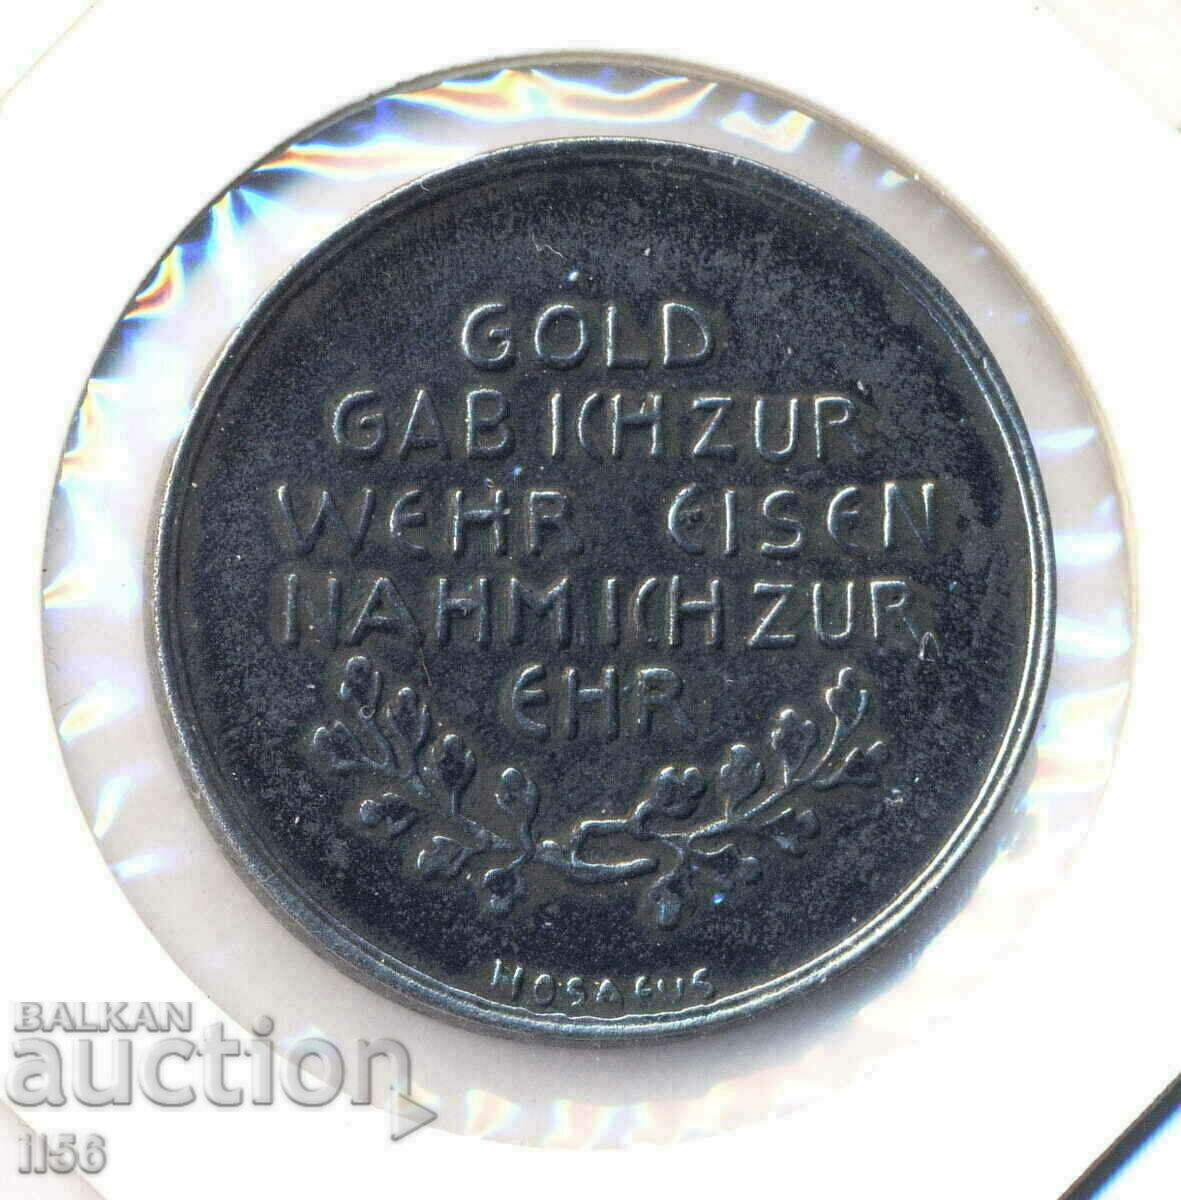 GOLD
GAB ICH ZUR
WEHR EISEN
NAHM ICH ZUR
EHR
HOSAEUS
BALKAN
auction
1156